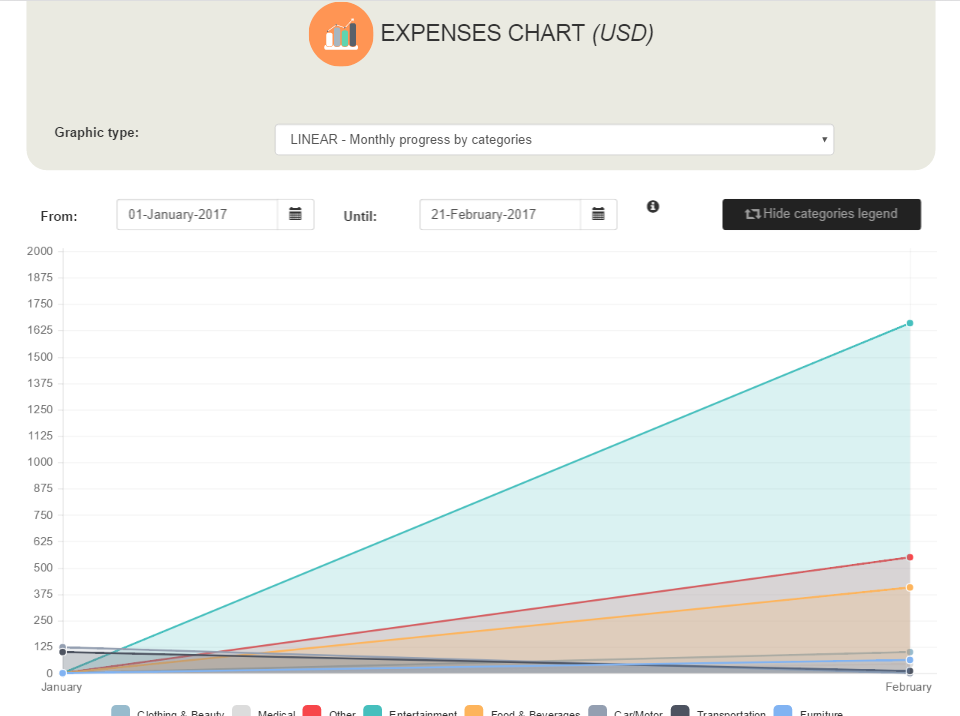 EXPENSES CHART (USD)
Graphic type:
LINEAR - Monthly progress by categories
From:
01-January-2017
Until:
21-February-2017
Hide categories legend
2000
1875
1750
1625
1500
1375
1250
1125
1000
875
750
625
500
375
250
125
0
January
February
Clothing & Beauty
Medical
Other
Entertainment
Food & Beverages
Car/Motor
Transportation
Furniture